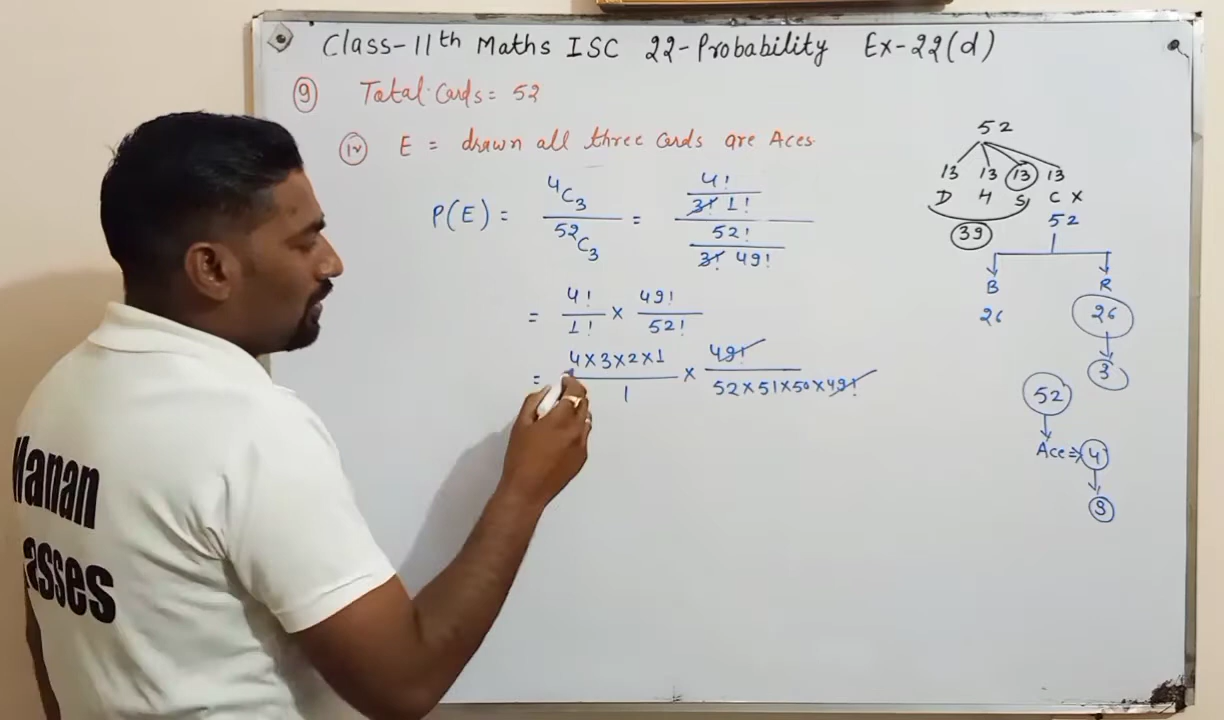 Class-11th Maths ISC 22-Probability Ex-22(d)
9 Total Cards = 52
iv E = drawn all three cards are Aces.
P(E) = ⁴C₃ / ⁵²C₃ = (4! / 3! 1!) / (52! / 3! 49!)
= 4! / 1! × 49! / 52!
= 4×3×2×1 / 1 × 49! / 52×51×50×49!
52
13 13 13 13
D H S C X
39
52
B R
26 26
3
52
Ace ⇒ 4
3
Manan
asses